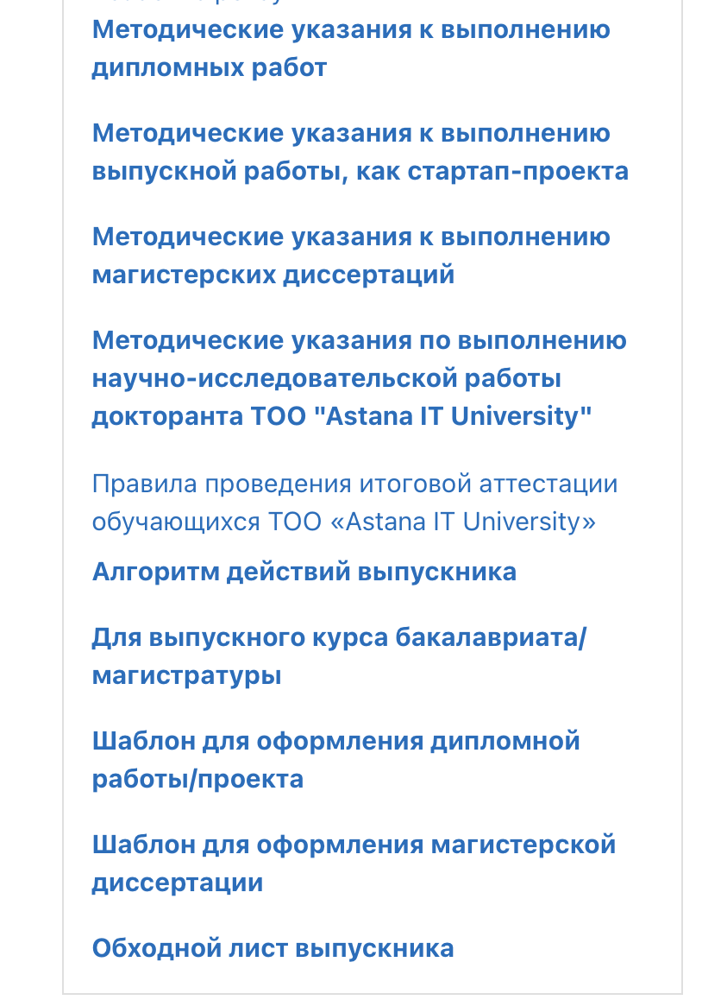 Методические указания к выполнению
дипломных работ
Методические указания к выполнению
выпускной работы, как стартап-проекта
Методические указания к выполнению
магистерских диссертаций
Методические указания по выполнению
научно-исследовательской работы
докторанта ТОО "Astana IT University"
Правила проведения итоговой аттестации
обучающихся ТОО «Astana IT University»
Алгоритм действий выпускника
Для выпускного курса бакалавриата/
магистратуры
Шаблон для оформления дипломной
работы/проекта
Шаблон для оформления магистерской
диссертации
Обходной лист выпускника